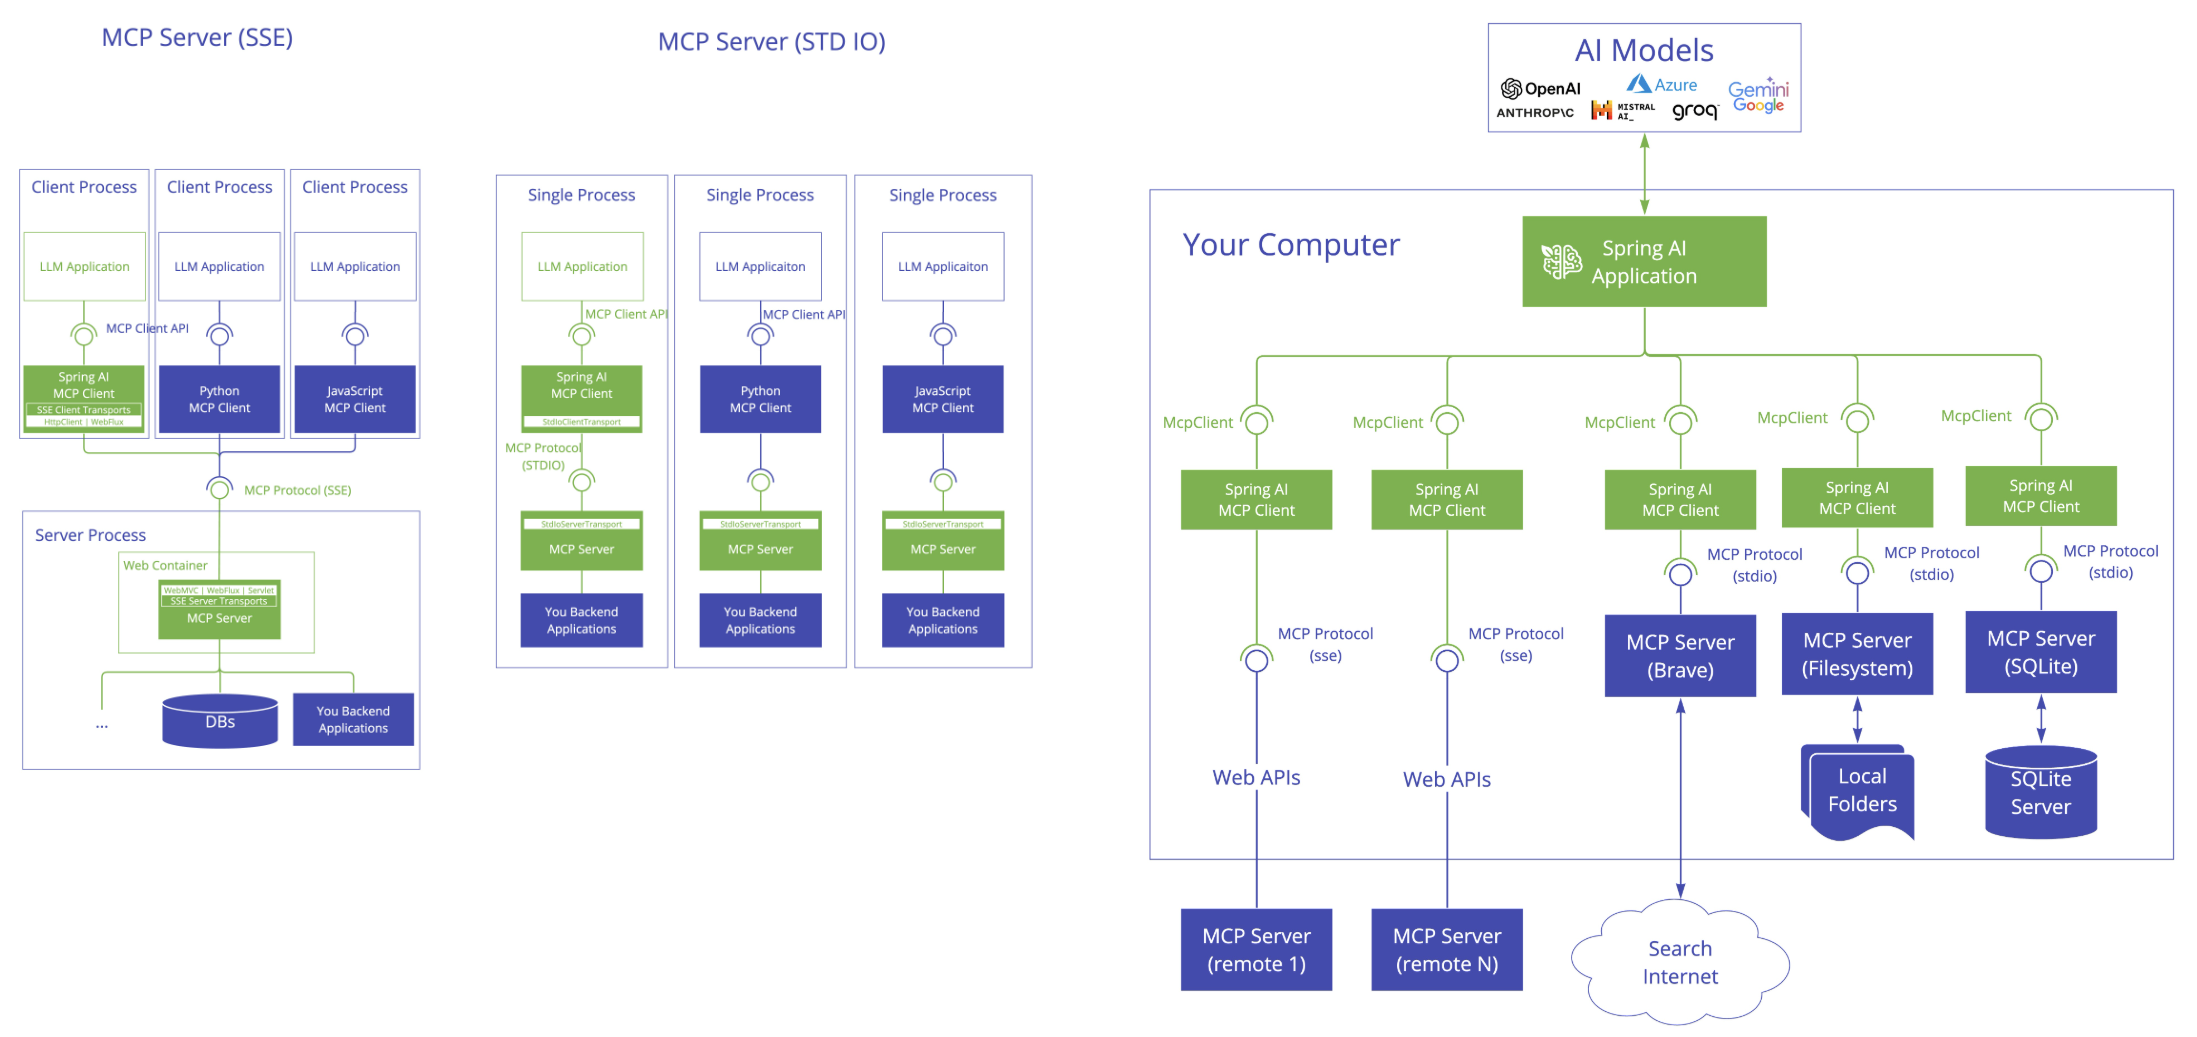 MCP Server (SSE)
Client Process
Client Process
Client Process
LLM Application
LLM Application
LLM Application
MCP Client API
Spring AI
MCP Client
SSE Client Transports
HttpClient | WebFlux
Python
MCP Client
JavaScript
MCP Client
MCP Protocol (SSE)
Server Process
Web Container
WebMVC | WebFlux | Servlet
SSE Server Transports
MCP Server
...
DBs
You Backend
Applications
MCP Server (STD IO)
Single Process
Single Process
Single Process
LLM Application
LLM Applicaiton
LLM Applicaiton
MCP Client API
MCP Client API
Spring AI
MCP Client
StdioClientTransport
Python
MCP Client
JavaScript
MCP Client
MCP Protocol
(STDIO)
StdioServerTransport
MCP Server
StdioServerTransport
MCP Server
StdioServerTransport
MCP Server
You Backend
Applications
You Backend
Applications
You Backend
Applications
AI Models
OpenAI
Azure
Gemini
Google
ANTHROP\C
MISTRAL
AI_
groq
Your Computer
Spring AI
Application
McpClient
McpClient
McpClient
McpClient
McpClient
Spring AI
MCP Client
Spring AI
MCP Client
Spring AI
MCP Client
Spring AI
MCP Client
Spring AI
MCP Client
MCP Protocol
(stdio)
MCP Protocol
(stdio)
MCP Protocol
(stdio)
MCP Protocol
(sse)
MCP Protocol
(sse)
MCP Server
(Brave)
MCP Server
(Filesystem)
MCP Server
(SQLite)
Web APIs
Web APIs
Local
Folders
SQLite
Server
MCP Server
(remote 1)
MCP Server
(remote N)
Search
Internet